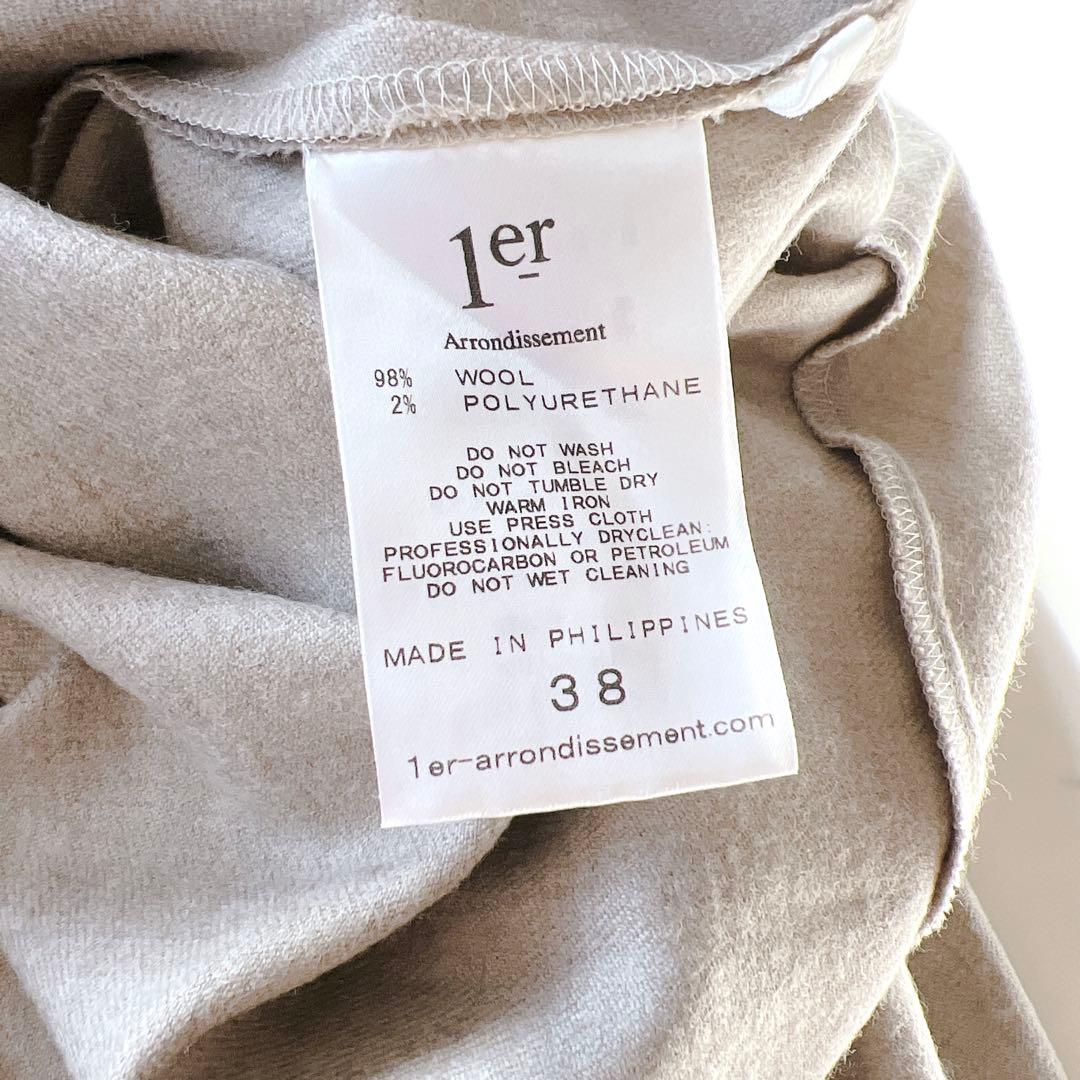 1er
Arrondissement
98% WOOL
2% POLYURETHANE
DO NOT WASH
DO NOT BLEACH
DO NOT TUMBLE DRY
WARM IRON
USE PRESS CLOTH
PROFESSIONALLY DRYCLEAN:
FLUOROCARBON OR PETROLEUM
DO NOT WET CLEANING
MADE IN PHILIPPINES
38
1er-arrondissement.com